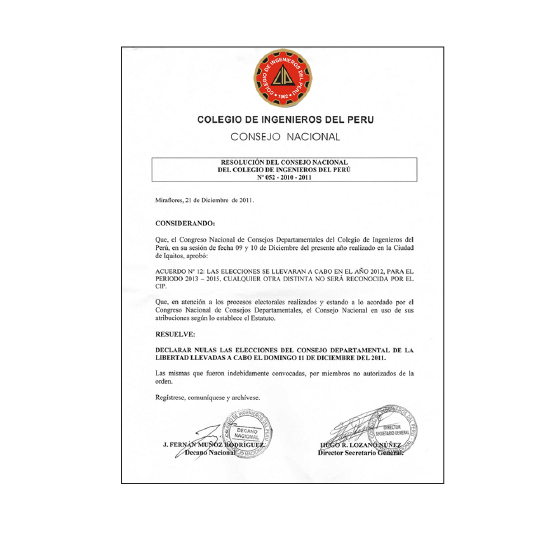 COLEGIO DE INGENIEROS DEL PERU
1962
COLEGIO DE INGENIEROS DEL PERU
CONSEJO NACIONAL
RESOLUCIÓN DEL CONSEJO NACIONAL
DEL COLEGIO DE INGENIEROS DEL PERÚ
Nº 052 - 2010 - 2011
Miraflores, 21 de Diciembre de 2011.
CONSIDERANDO:
Que, el Congreso Nacional de Consejos Departamentales del Colegio de Ingenieros del
Perú, en su sesión de fecha 09 y 10 de Diciembre del presente año realizado en la Ciudad
de Iquitos, aprobó:
ACUERDO Nº 12: LAS ELECCIONES SE LLEVARAN A CABO EN EL AÑO 2012, PARA EL
PERIODO 2013 – 2015, CUALQUIER OTRA DISTINTA NO SERÁ RECONOCIDA POR EL
CIP.
Que, en atención a los procesos electorales realizados y estando a lo acordado por el
Congreso Nacional de Consejos Departamentales, el Consejo Nacional en uso de sus
atribuciones según lo establece el Estatuto.
RESUELVE:
DECLARAR NULAS LAS ELECCIONES DEL CONSEJO DEPARTAMENTAL DE LA
LIBERTAD LLEVADAS A CABO EL DOMINGO 11 DE DICIEMBRE DEL 2011.
Las mismas que fueron indebidamente convocadas, por miembros no autorizados de la
orden.
Regístrese, comuníquese y archívese.
DECANO
NACIONAL
DIRECTOR
SECRETARIO GENERAL
J. FERNÁN MUÑOZ RODRÍGUEZ
Decano Nacional
HUGO R. LOZANO NÚÑEZ
Director Secretario General